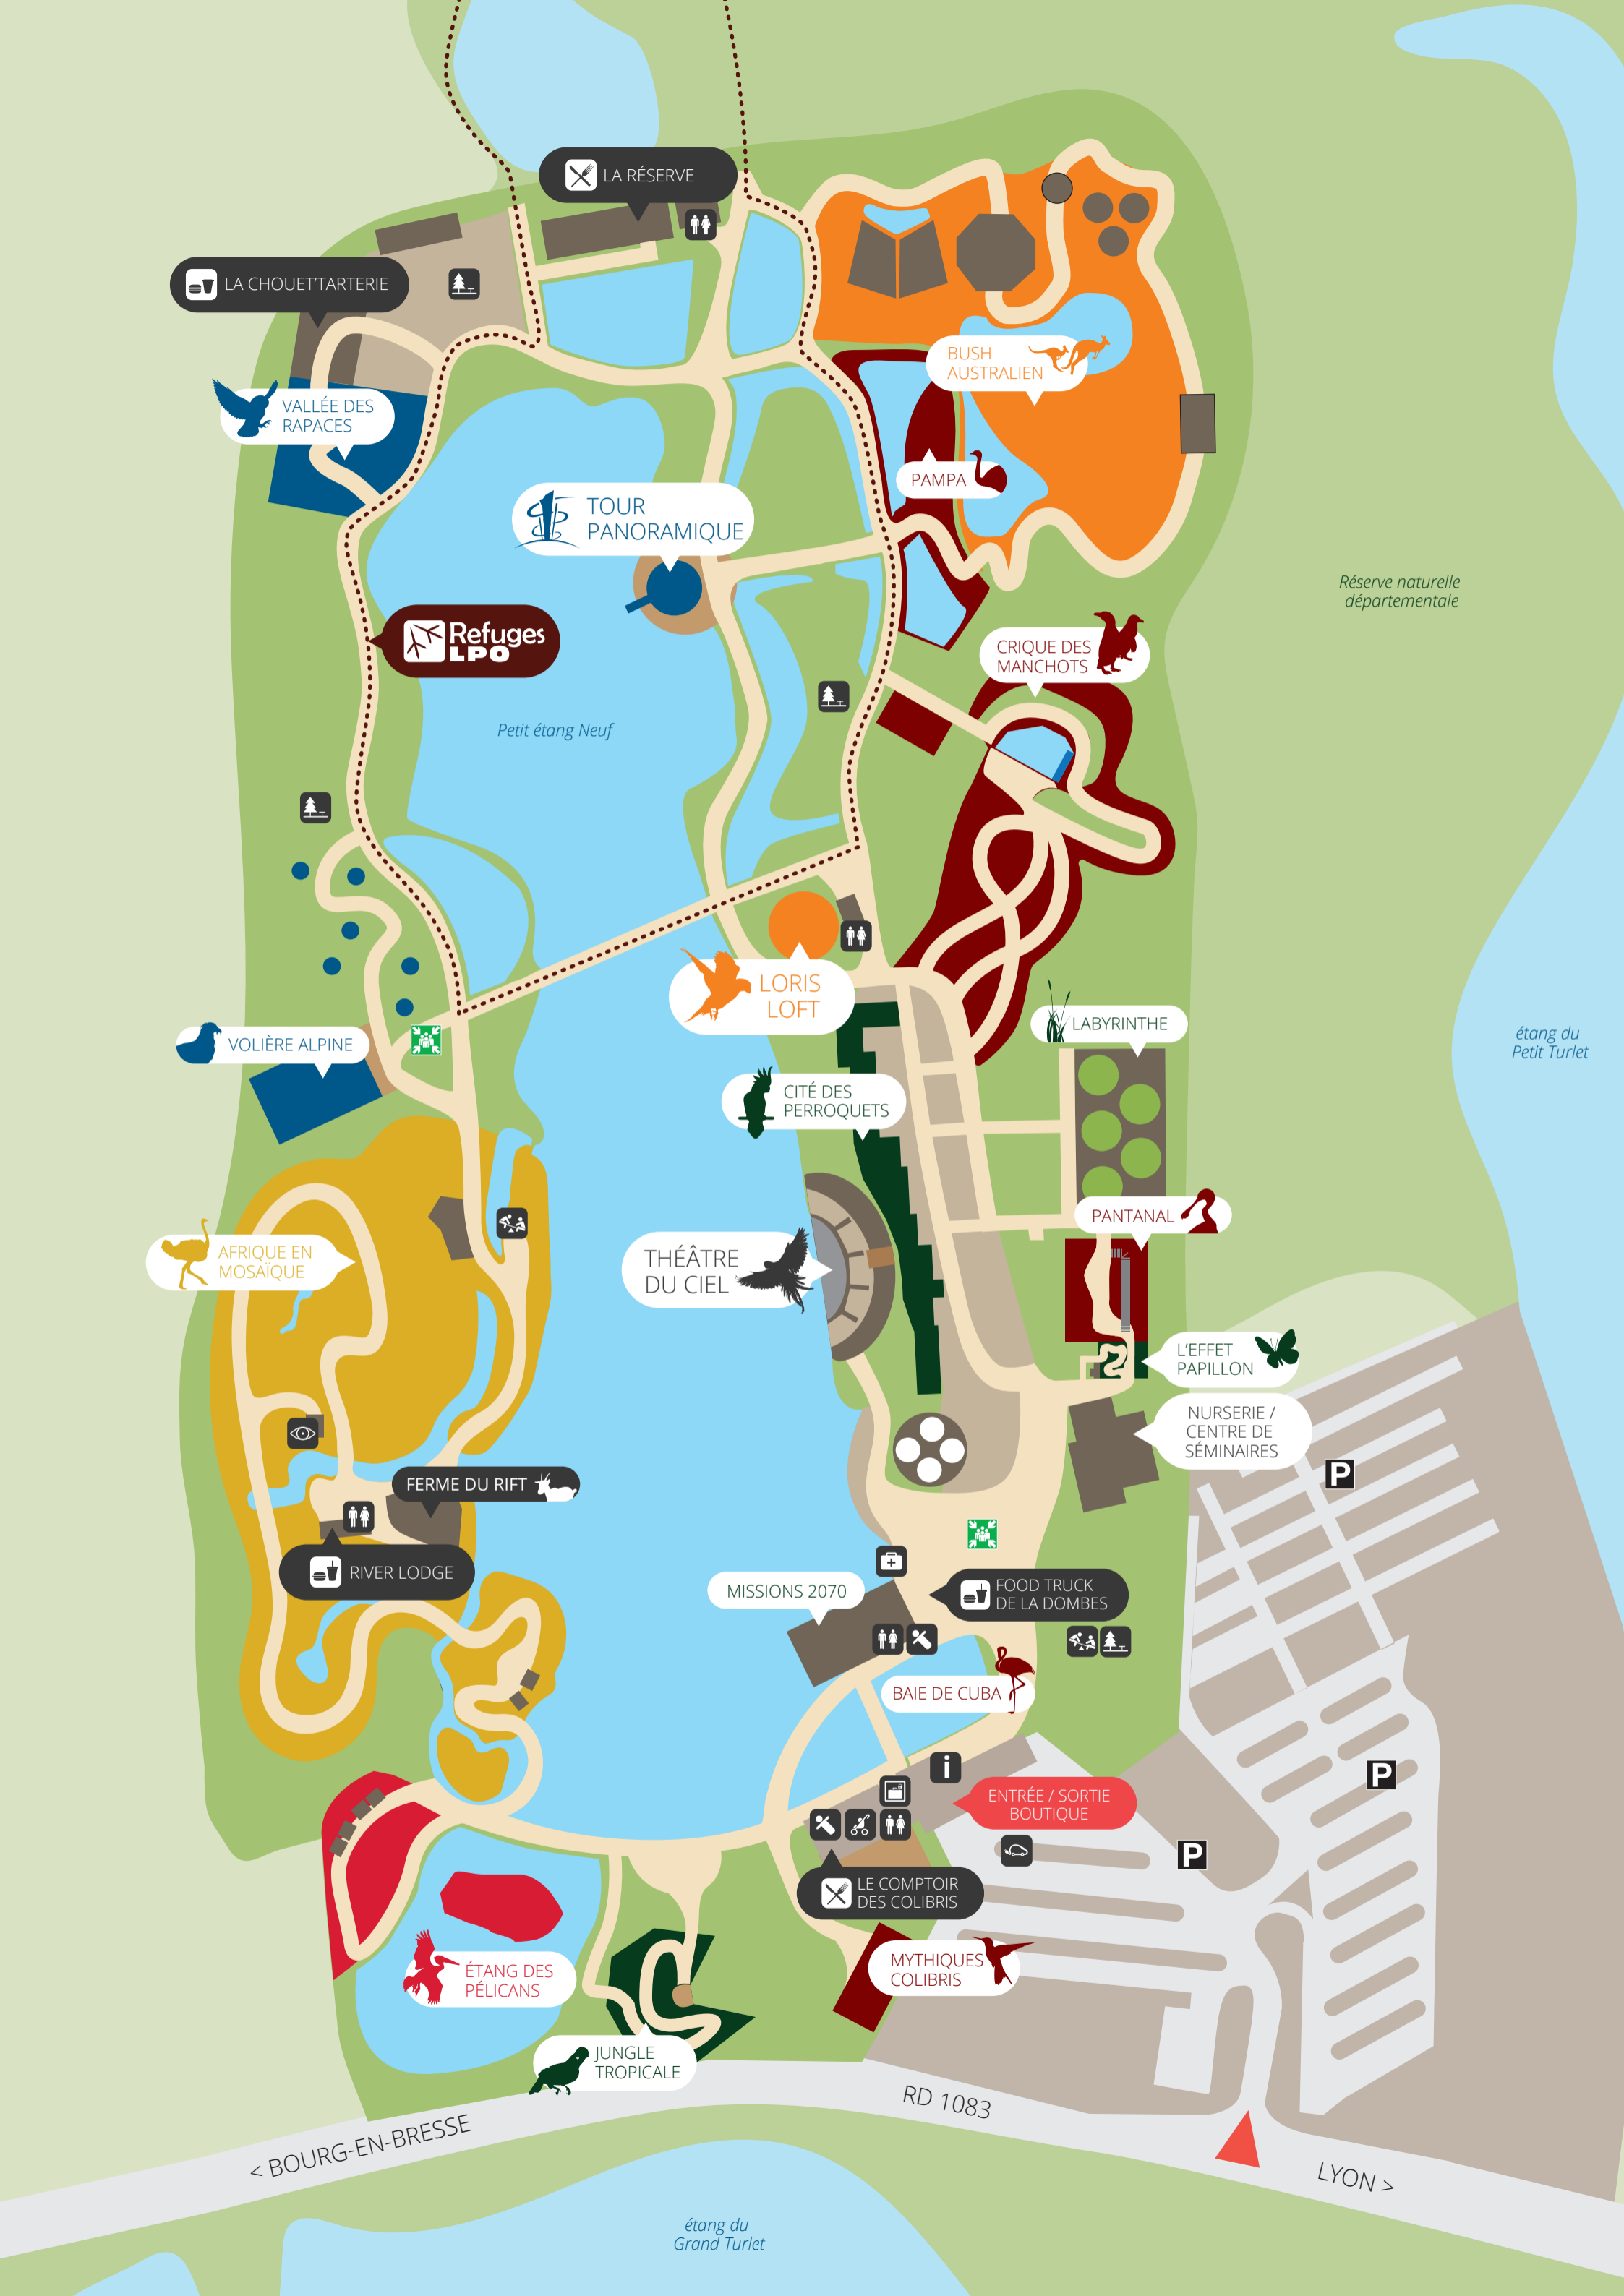 LA RÉSERVE
LA CHOUET'TARTERIE
BUSH
AUSTRALIEN
VALLÉE DES
RAPACES
PAMPA
TOUR
PANORAMIQUE
Réserve naturelle
départementale
Refuges
LPO
CRIQUE DES
MANCHOTS
Petit étang Neuf
LORIS
LOFT
LABYRINTHE
VOLIÈRE ALPINE
étang du
Petit Turlet
CITÉ DES
PERROQUETS
PANTANAL
AFRIQUE EN
MOSAÏQUE
THÉÂTRE
DU CIEL
L'EFFET
PAPILLON
NURSERIE /
CENTRE DE
SÉMINAIRES
P
FERME DU RIFT
RIVER LODGE
MISSIONS 2070
FOOD TRUCK
DE LA DOMBES
BAIE DE CUBA
i
P
ENTRÉE / SORTIE
BOUTIQUE
P
LE COMPTOIR
DES COLIBRIS
MYTHIQUES
COLIBRIS
ÉTANG DES
PÉLICANS
JUNGLE
TROPICALE
RD 1083
< BOURG-EN-BRESSE
LYON >
étang du
Grand Turlet